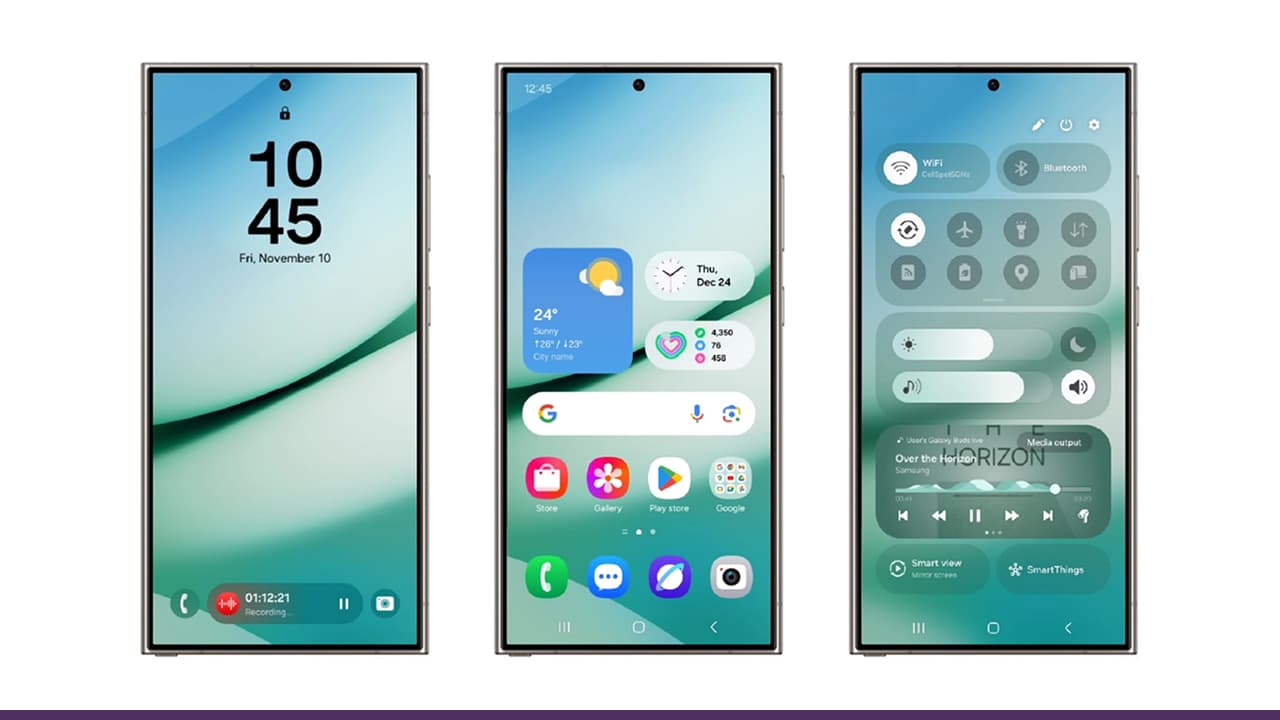 10
45
Fri, November 10
01:12:21
Recording...
12:45
24°
Sunny
↑26° / ↓23°
City name
Thu,
Dec 24
4,350
76
458
G
Store
Gallery
Play store
Google
WiFi
CellSpot5GHz
Bluetooth
THE
HORIZON
User's Galaxy Buds live
Media output
Over the Horizon
Samsung
00:41
03:20
Smart view
Mirror screen
SmartThings